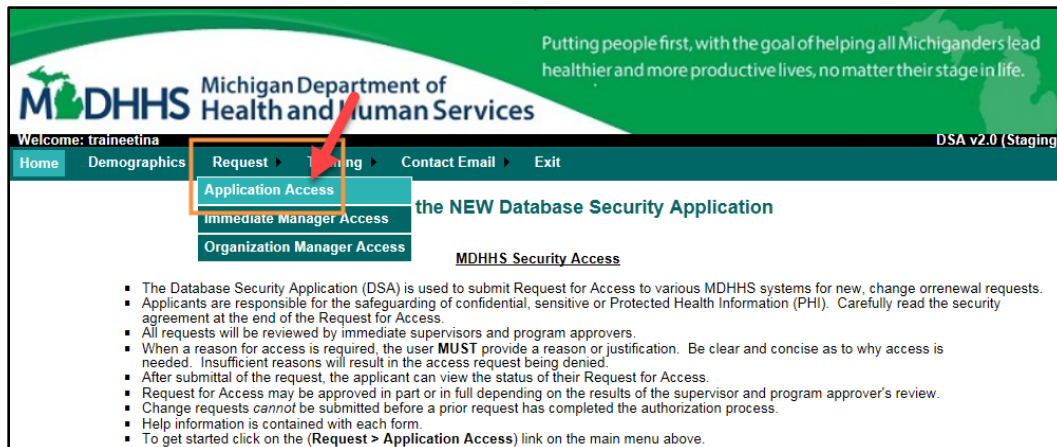 Putting people first, with the goal of helping all Michiganders lead
healthier and more productive lives, no matter their stage in life.
MDHHS Michigan Department of
Health and Human Services
Welcome: traineetina DSA v2.0 (Staging
Home Demographics Request Training Contact Email Exit
Application Access
Immediate Manager Access
Organization Manager Access
the NEW Database Security Application
MDHHS Security Access
▪ The Database Security Application (DSA) is used to submit Request for Access to various MDHHS systems for new, change orrenewal requests.
▪ Applicants are responsible for the safeguarding of confidential, sensitive or Protected Health Information (PHI). Carefully read the security
agreement at the end of the Request for Access.
▪ All requests will be reviewed by immediate supervisors and program approvers.
▪ When a reason for access is required, the user MUST provide a reason or justification. Be clear and concise as to why access is
needed. Insufficient reasons will result in the access request being denied.
▪ After submittal of the request, the applicant can view the status of their Request for Access.
▪ Request for Access may be approved in part or in full depending on the results of the supervisor and program approver's review.
▪ Change requests cannot be submitted before a prior request has completed the authorization process.
▪ Help information is contained with each form.
▪ To get started click on the (Request > Application Access) link on the main menu above.